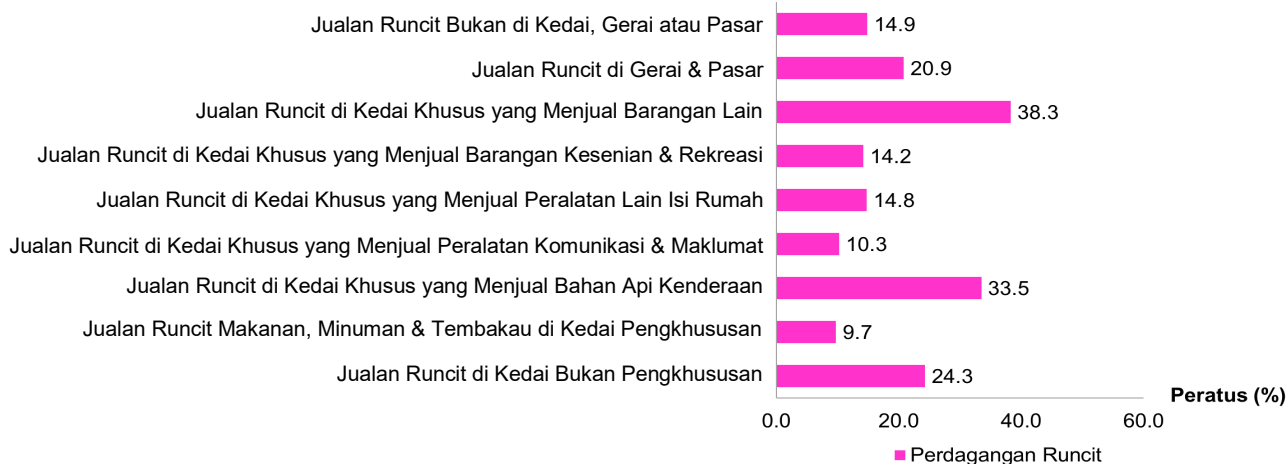 Jualan Runcit Bukan di Kedai, Gerai atau Pasar 14.9
Jualan Runcit di Gerai & Pasar 20.9
Jualan Runcit di Kedai Khusus yang Menjual Barangan Lain 38.3
Jualan Runcit di Kedai Khusus yang Menjual Barangan Kesenian & Rekreasi 14.2
Jualan Runcit di Kedai Khusus yang Menjual Peralatan Lain Isi Rumah 14.8
Jualan Runcit di Kedai Khusus yang Menjual Peralatan Komunikasi & Maklumat 10.3
Jualan Runcit di Kedai Khusus yang Menjual Bahan Api Kenderaan 33.5
Jualan Runcit Makanan, Minuman & Tembakau di Kedai Pengkhususan 9.7
Jualan Runcit di Kedai Bukan Pengkhususan 24.3
Peratus (%)
0.0 20.0 40.0 60.0
Perdagangan Runcit